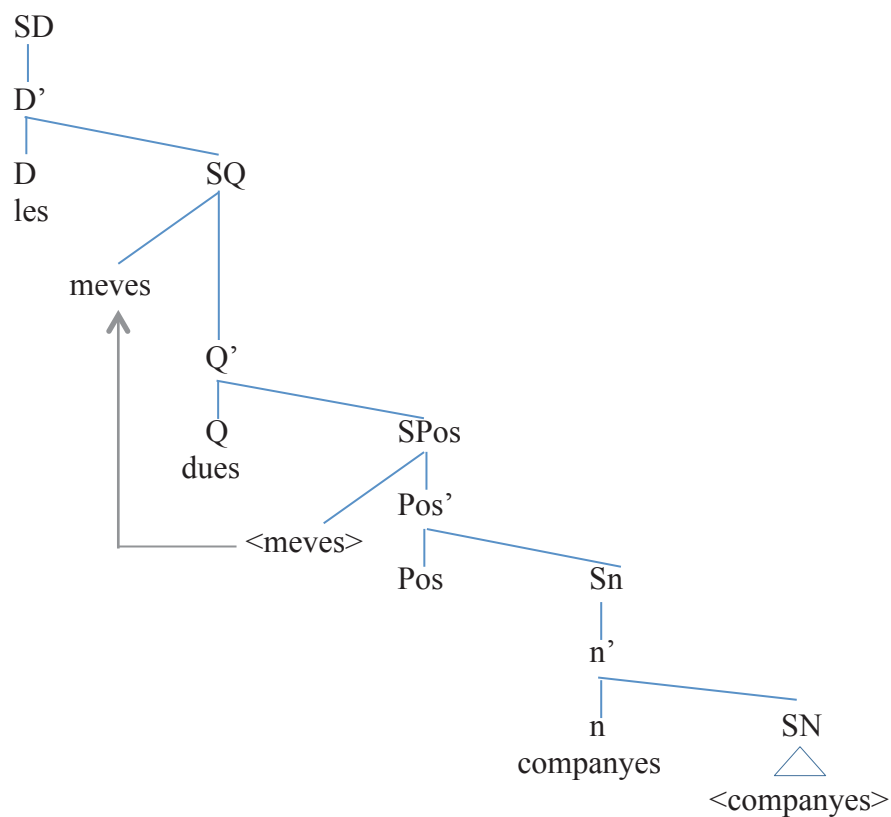 SD
D’
D
SQ
les
meves
Q’
Q
SPos
dues
Pos’
<meves>
Pos
Sn
n’
n
SN
companyes
<companyes>